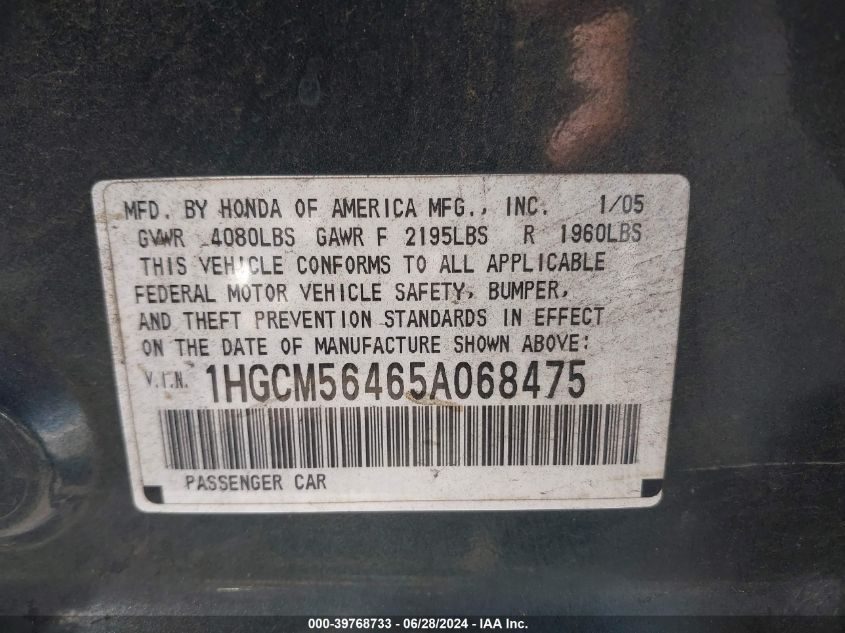 MFD. BY HONDA OF AMERICA MFG., INC. 1/05
GVWR 4080LBS GAWR F 2195LBS R 1960LBS
THIS VEHICLE CONFORMS TO ALL APPLICABLE
FEDERAL MOTOR VEHICLE SAFETY, BUMPER,
AND THEFT PREVENTION STANDARDS IN EFFECT
ON THE DATE OF MANUFACTURE SHOWN ABOVE:
V.I.N. 1HGCM56465A068475
PASSENGER CAR
000-39768733 - 06/28/2024 - IAA Inc.